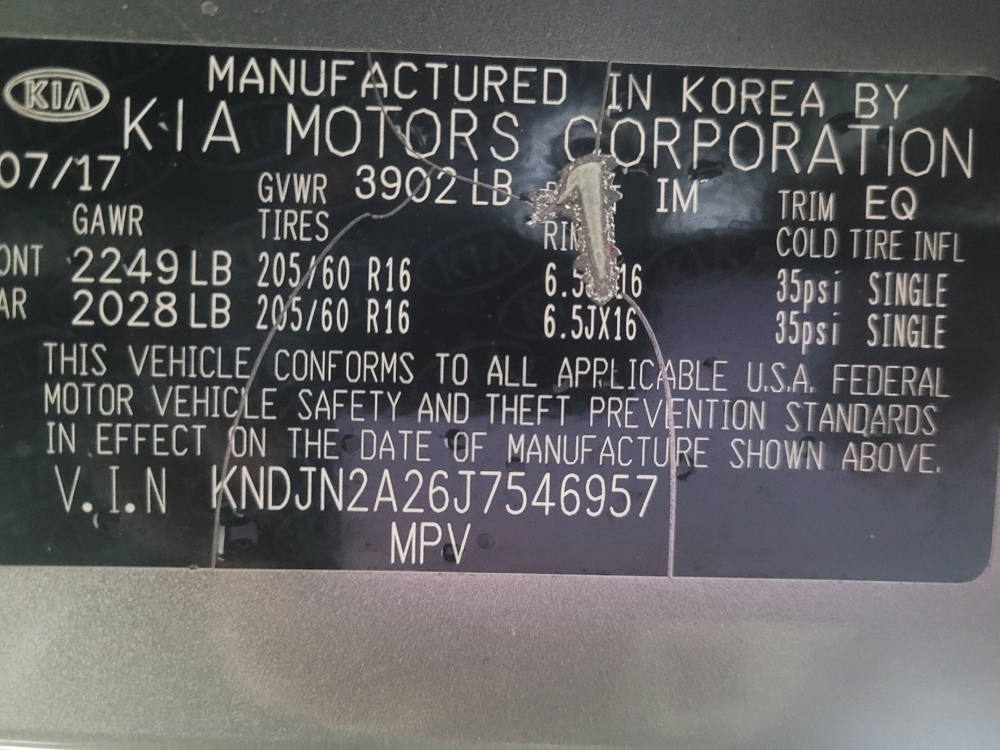 KIA MANUFACTURED IN KOREA BY
KIA MOTORS CORPORATION
07/17 GVWR 3902 LB IM TRIM EQ
GAWR TIRES COLD TIRE INFL
2249 LB 205/60 R16 35psi SINGLE
2028 LB 205/60 R16 6.5JX16 35psi SINGLE
THIS VEHICLE CONFORMS TO ALL APPLICABLE U.S.A. FEDERAL
MOTOR VEHICLE SAFETY AND THEFT PREVENTION STANDARDS
IN EFFECT ON THE DATE OF MANUFACTURE SHOWN ABOVE.
V.I.N KNDJN2A26J7546957
MPV